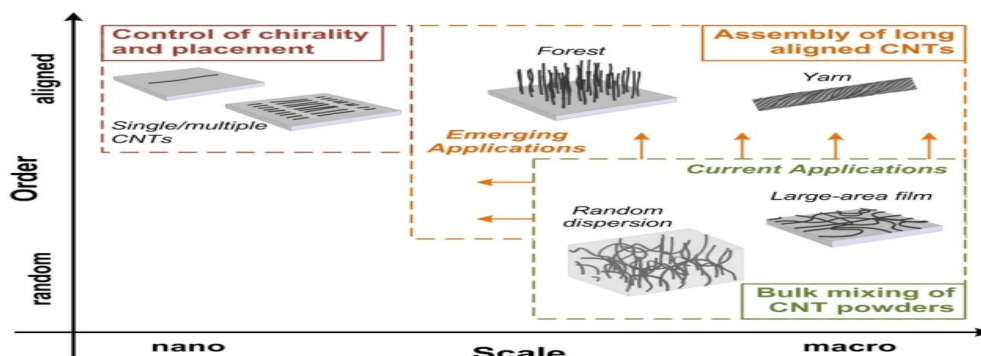 Control of chirality
and placement
Single/multiple
CNTs
Forest
Assembly of long
aligned CNTs
Yarn
Emerging
Applications
Current Applications
Random
dispersion
Large-area film
Bulk mixing of
CNT powders
aligned
Order
random
nano
Scale
macro